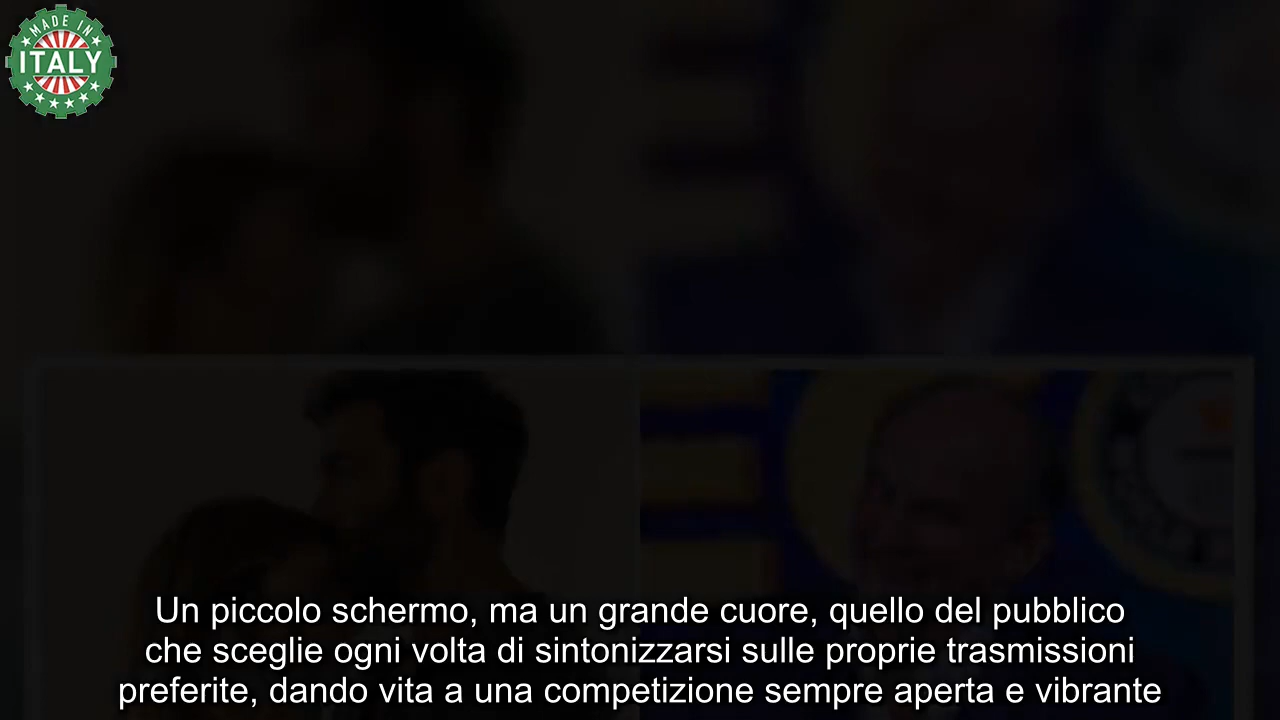 MADE IN
ITALY
Un piccolo schermo, ma un grande cuore, quello del pubblico
che sceglie ogni volta di sintonizzarsi sulle proprie trasmissioni
preferite, dando vita a una competizione sempre aperta e vibrante